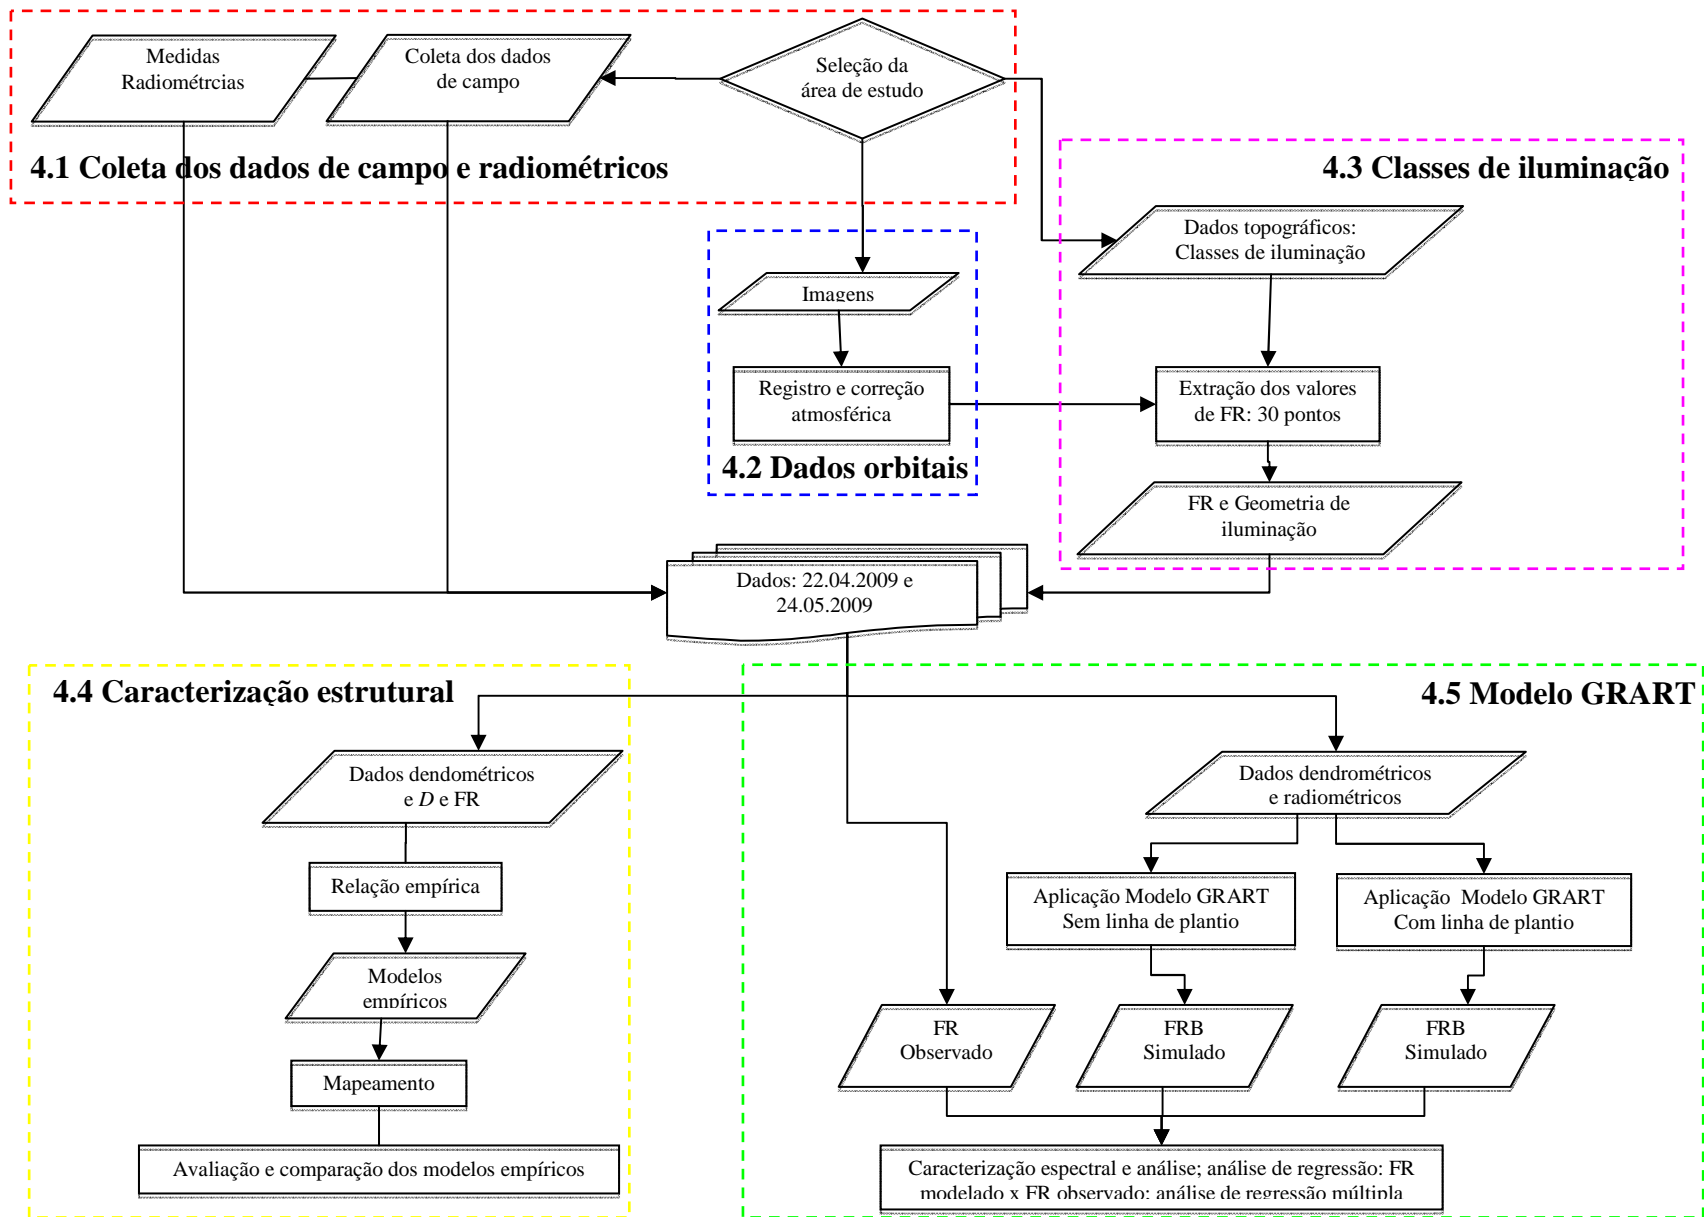 Medidas
Radiométrcias
Coleta dos dados
de campo
Seleção da
área de estudo
4.1 Coleta dos dados de campo e radiométricos
4.3 Classes de iluminação
Dados topográficos:
Classes de iluminação
Imagens
Registro e correção
atmosférica
Extração dos valores
de FR: 30 pontos
4.2 Dados orbitais
FR e Geometria de
iluminação
Dados: 22.04.2009 e
24.05.2009
4.4 Caracterização estrutural
4.5 Modelo GRART
Dados dendométricos
e D e FR
Dados dendrométricos
e radiométricos
Relação empírica
Aplicação Modelo GRART
Sem linha de plantio
Aplicação  Modelo GRART
Com linha de plantio
Modelos
empíricos
FR
Observado
FRB
Simulado
FRB
Simulado
Mapeamento
Avaliação e comparação dos modelos empíricos
Caracterização espectral e análise; análise de regressão: FR
modelado x FR observado; análise de regressão múltipla